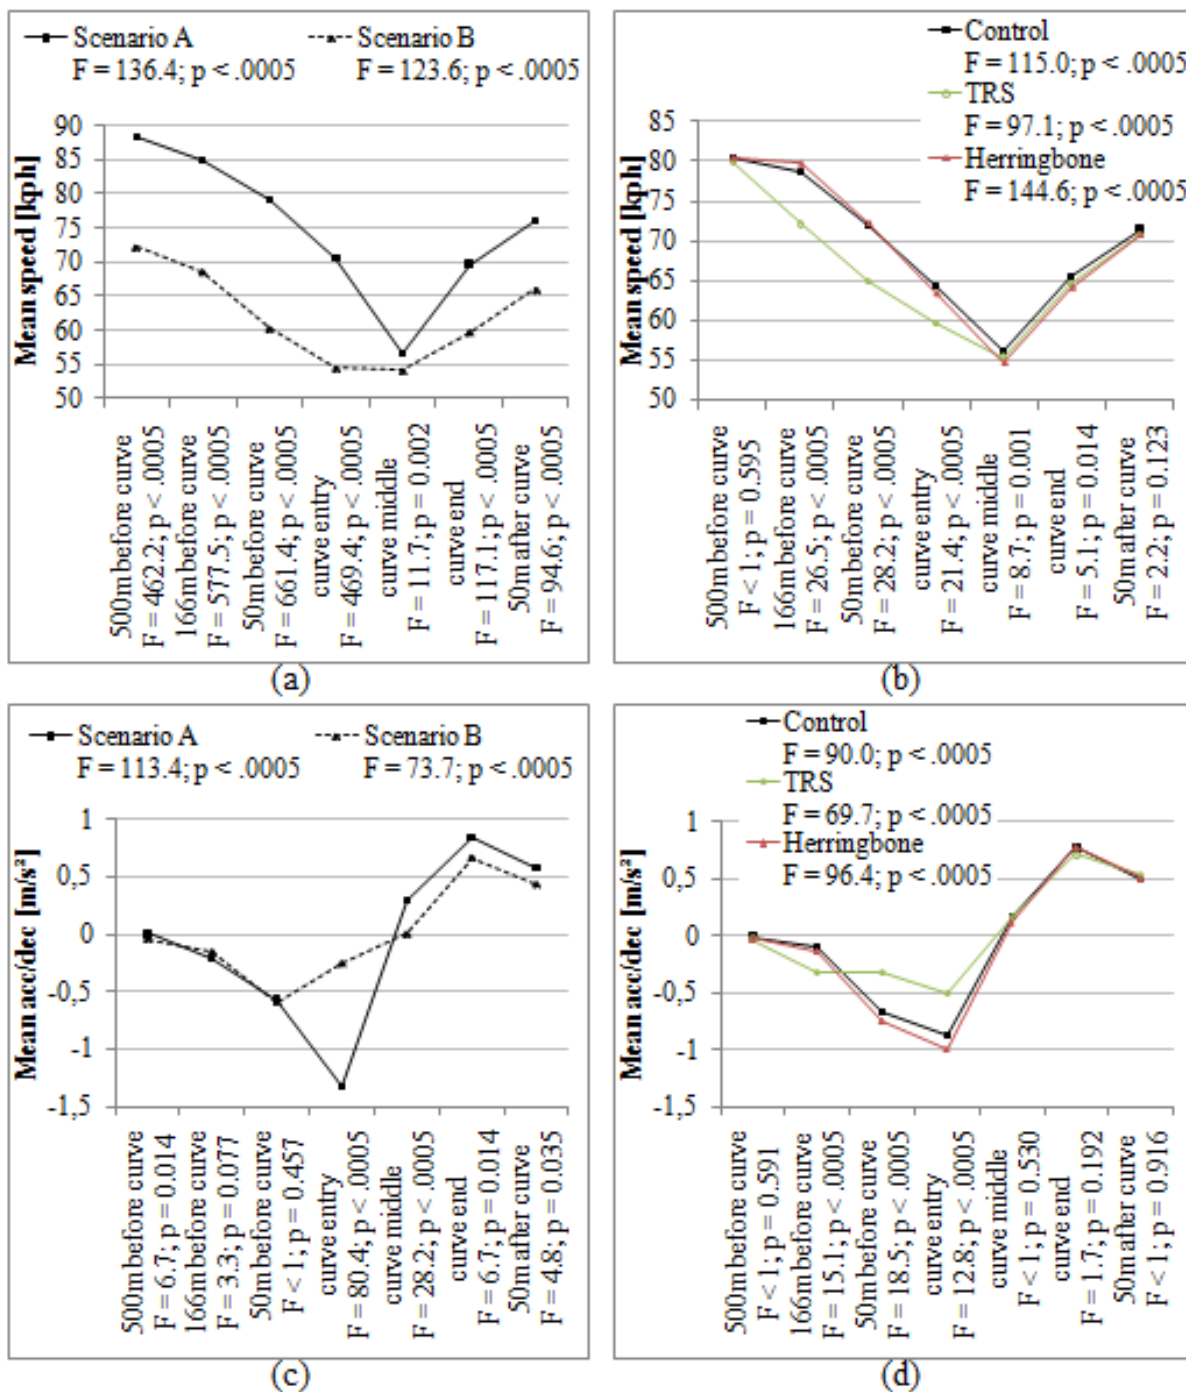 Scenario A
F = 136.4; p < .0005
Scenario B
F = 123.6; p < .0005
Mean speed [kph]
90
85
80
75
70
65
60
55
50
500m before curve
F = 462.2; p < .0005
166m before curve
F = 577.5; p < .0005
50m before curve
F = 661.4; p < .0005
curve entry
F = 469.4; p < .0005
curve middle
F = 11.7; p = 0.002
curve end
F = 117.1; p < .0005
50m after curve
F = 94.6; p < .0005
(a)
Control
F = 115.0; p < .0005
TRS
F = 97.1; p < .0005
Herringbone
F = 144.6; p < .0005
Mean speed [kph]
85
80
75
70
65
60
55
50
500m before curve
F < 1; p = 0.595
166m before curve
F = 26.5; p < .0005
50m before curve
F = 28.2; p < .0005
curve entry
F = 21.4; p < .0005
curve middle
F = 8.7; p = 0.001
curve end
F = 5.1; p = 0.014
50m after curve
F = 2.2; p = 0.123
(b)
Scenario A
F = 113.4; p < .0005
Scenario B
F = 73.7; p < .0005
Mean acc/dec [m/s²]
1
0,5
0
-0,5
-1
-1,5
500m before curve
F = 6.7; p = 0.014
166m before curve
F = 3.3; p = 0.077
50m before curve
F < 1; p = 0.457
curve entry
F = 80.4; p < .0005
curve middle
F = 28.2; p < .0005
curve end
F = 6.7; p = 0.014
50m after curve
F = 4.8; p = 0.035
(c)
Control
F = 90.0; p < .0005
TRS
F = 69.7; p < .0005
Herringbone
F = 96.4; p < .0005
Mean acc/dec [m/s²]
1
0,5
0
-0,5
-1
-1,5
500m before curve
F < 1; p = 0.591
166m before curve
F = 15.1; p < .0005
50m before curve
F = 18.5; p < .0005
curve entry
F = 12.8; p < .0005
curve middle
F < 1; p = 0.530
curve end
F = 1.7; p = 0.192
50m after curve
F < 1; p = 0.916
(d)